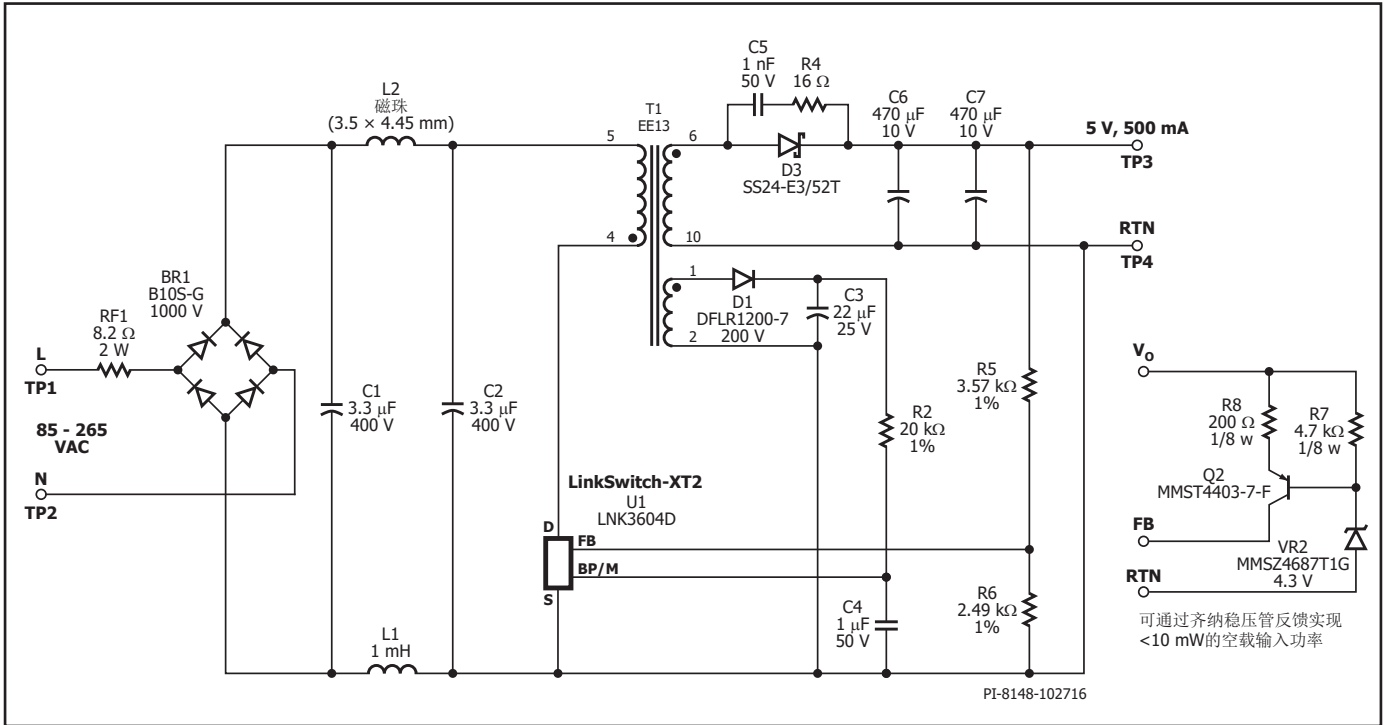 C5
1 nF
50 V
R4
16 Ω
L2
磁珠
(3.5 × 4.45 mm)
T1
EE13
C6
470 µF
10 V
C7
470 µF
10 V
5
6
5 V, 500 mA
TP3
D3
SS24-E3/52T
4
10
RTN
TP4
BR1
B10S-G
1000 V
RF1
8.2 Ω
2 W
L
TP1
1
D1
DFLR1200-7
200 V
2
C3
22 µF
25 V
85 - 265
VAC
N
TP2
C1
3.3 µF
400 V
C2
3.3 µF
400 V
R2
20 kΩ
1%
R5
3.57 kΩ
1%
LinkSwitch-XT2
U1
LNK3604D
D
FB
BP/M
S
C4
1 µF
50 V
R6
2.49 kΩ
1%
L1
1 mH
VO
R8
200 Ω
1/8 w
R7
4.7 kΩ
1/8 w
Q2
MMST4403-7-F
FB
VR2
MMSZ4687T1G
4.3 V
RTN
可通过齐纳稳压管反馈实现
<10 mW的空载输入功率
PI-8148-102716